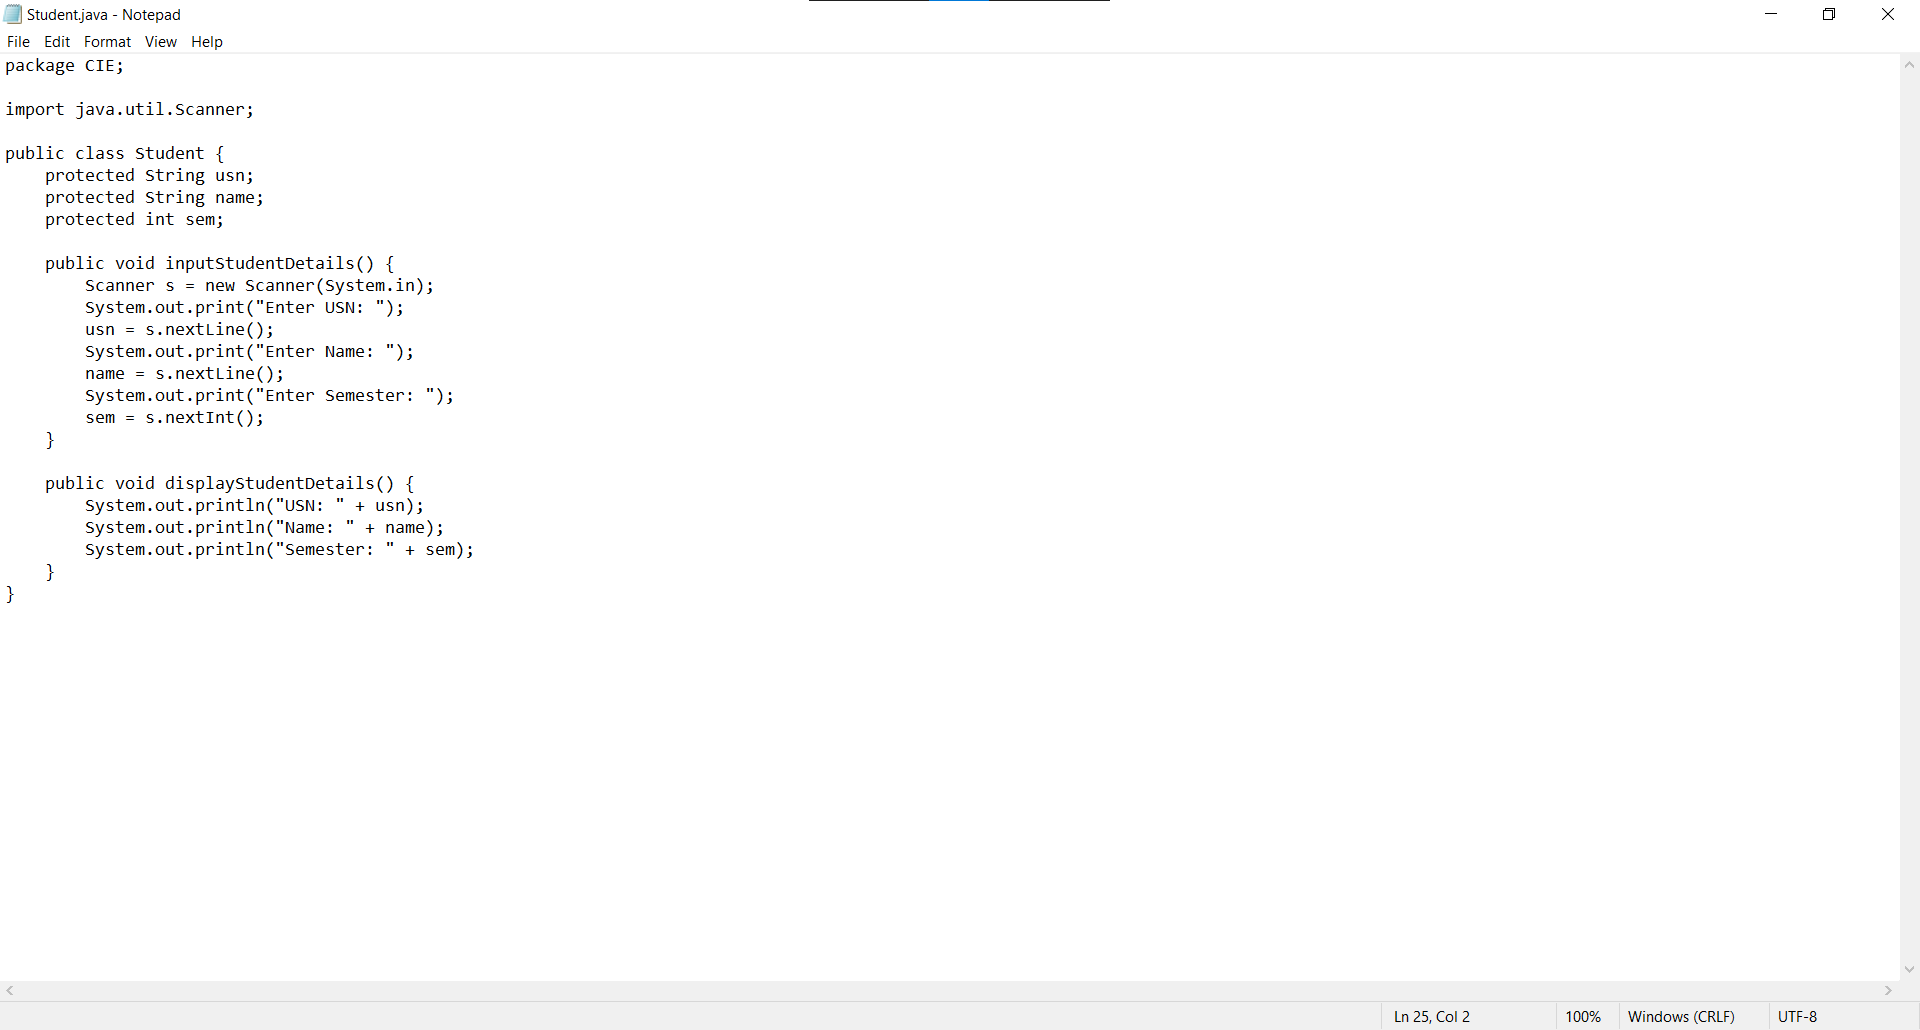 Student.java - Notepad
File Edit Format View Help
package CIE;
import java.util.Scanner;
public class Student {
    protected String usn;
    protected String name;
    protected int sem;
    public void inputStudentDetails() {
        Scanner s = new Scanner(System.in);
        System.out.print("Enter USN: ");
        usn = s.nextLine();
        System.out.print("Enter Name: ");
        name = s.nextLine();
        System.out.print("Enter Semester: ");
        sem = s.nextInt();
    }
    public void displayStudentDetails() {
        System.out.println("USN: " + usn);
        System.out.println("Name: " + name);
        System.out.println("Semester: " + sem);
    }
}
Ln 25, Col 2 100% Windows (CRLF) UTF-8